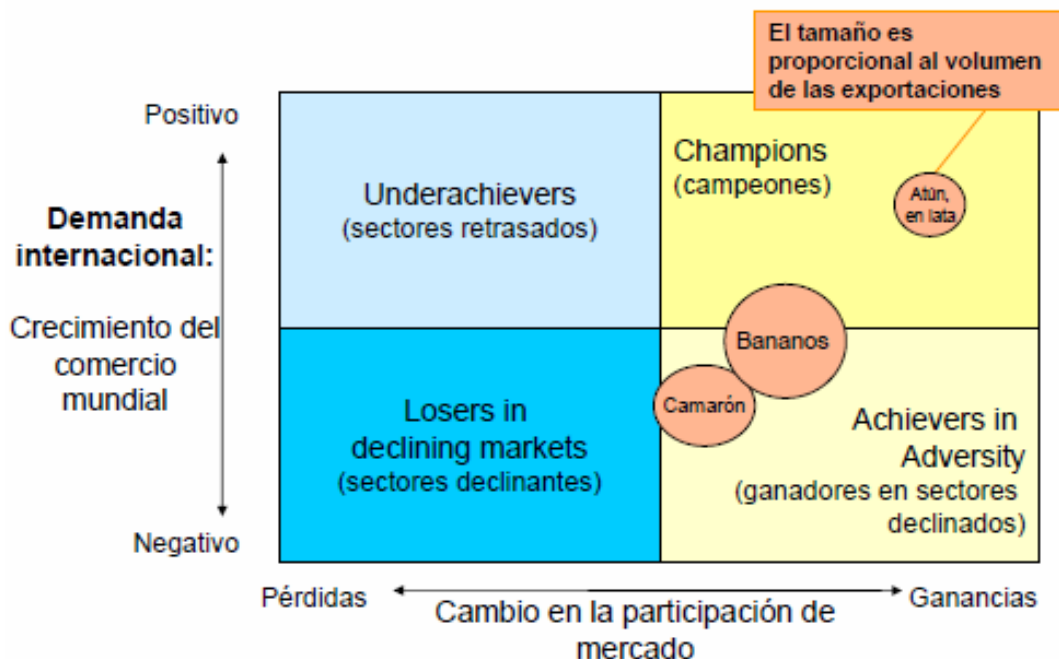 El tamaño es
proporcional al volumen
de las exportaciones
Positivo
Demanda
internacional:
Crecimiento del
comercio
mundial
Negativo
Underachievers
(sectores retrasados)
Champions
(campeones)
Atún,
en lata
Bananos
Camarón
Losers in
declining markets
(sectores declinantes)
Achievers in
Adversity
(ganadores en sectores
declinados)
Pérdidas
Cambio en la participación de
mercado
Ganancias